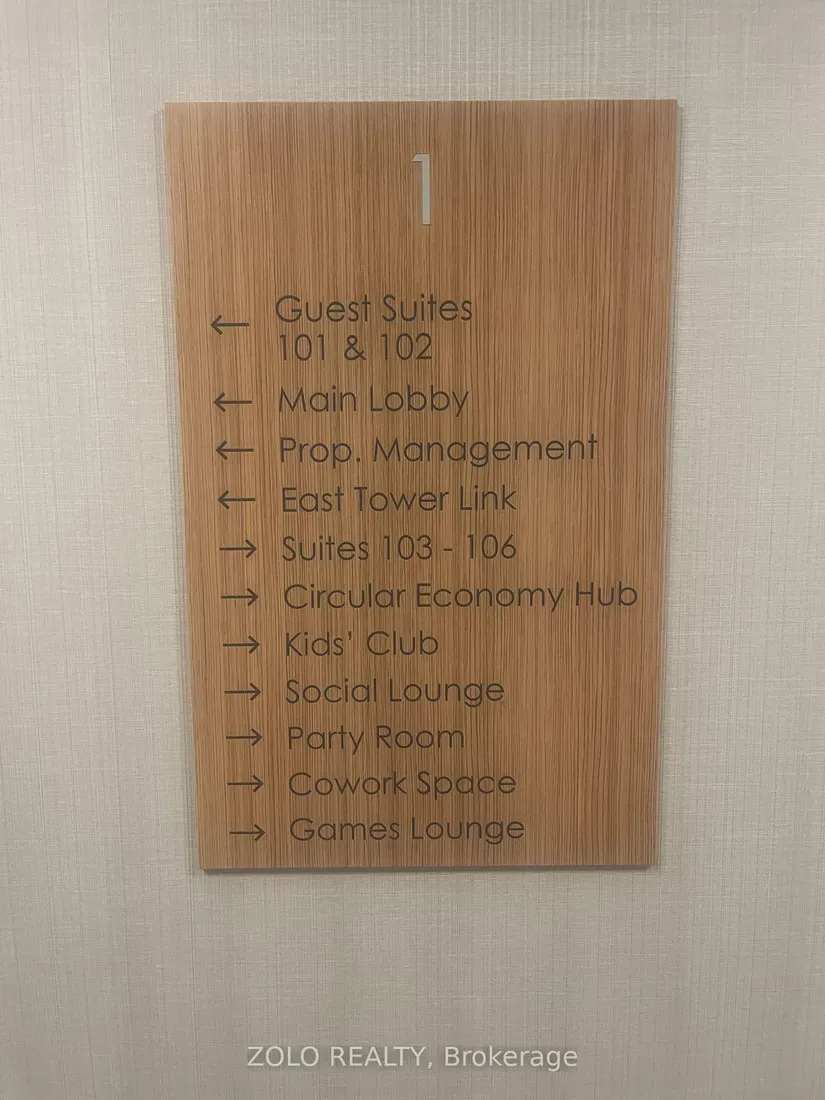 1
← Guest Suites
101 & 102
← Main Lobby
← Prop. Management
← East Tower Link
→ Suites 103 - 106
→ Circular Economy Hub
→ Kids' Club
→ Social Lounge
→ Party Room
→ Cowork Space
→ Games Lounge
ZOLO REALTY, Brokerage